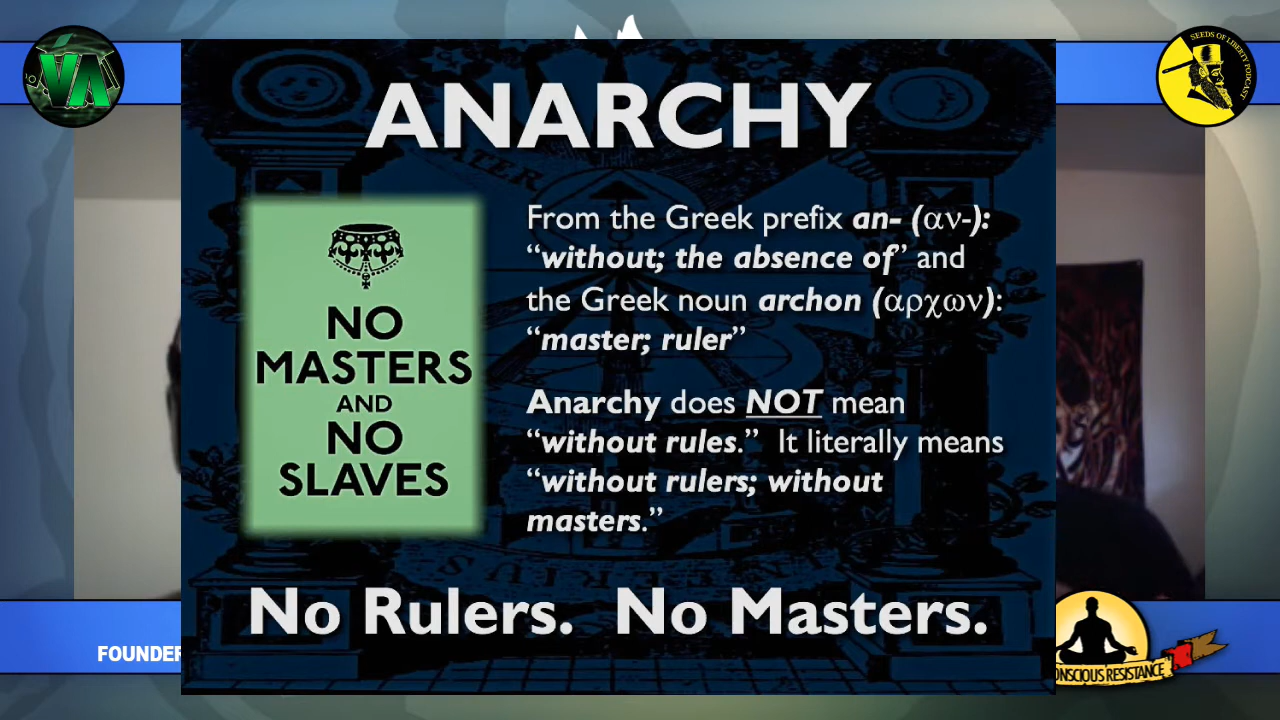 SEEDS OF LIBERTY PODCAST
VA
ANARCHY
NO
MASTERS
AND
NO
SLAVES
From the Greek prefix an- (αν-):
“without; the absence of” and
the Greek noun archon (αρχων):
“master; ruler”
Anarchy does NOT mean
“without rules.” It literally means
“without rulers; without
masters.”
No Rulers. No Masters.
FOUNDER
CONSCIOUS RESISTANCE